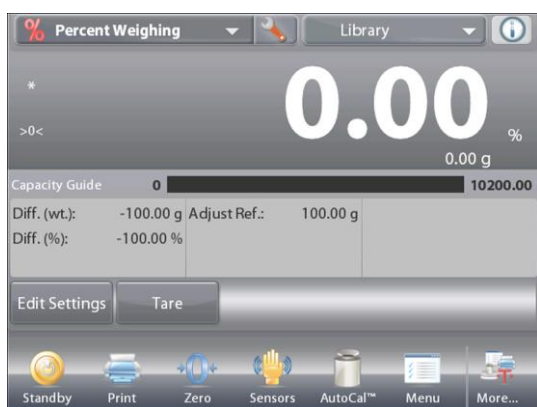 % Percent Weighing Library
*
0.00 %
>0<
0.00 g
Capacity Guide 0 10200.00
Diff. (wt.): -100.00 g Adjust Ref.: 100.00 g
Diff. (%): -100.00 %
Edit Settings Tare
Standby Print Zero Sensors AutoCal™ Menu More...